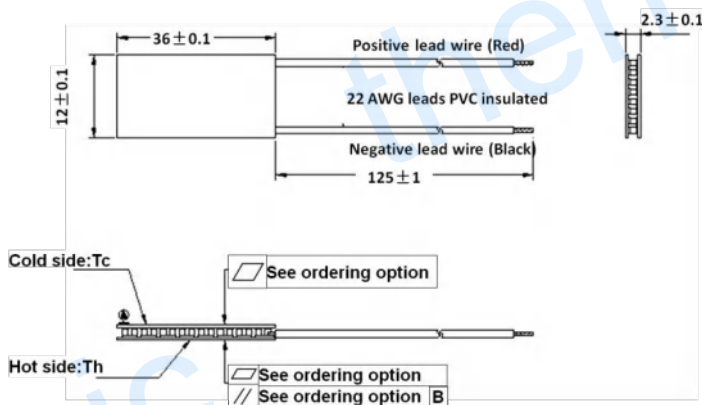 2.3±0.1
36±0.1
Positive lead wire (Red)
12±0.1
22 AWG leads PVC insulated
Negative lead wire (Black)
125±1
Cold side:Tc
See ordering option
A
Hot side:Th
See ordering option
// See ordering option B